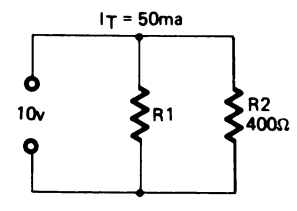 IT = 50ma
10v
R1
R2
400Ω